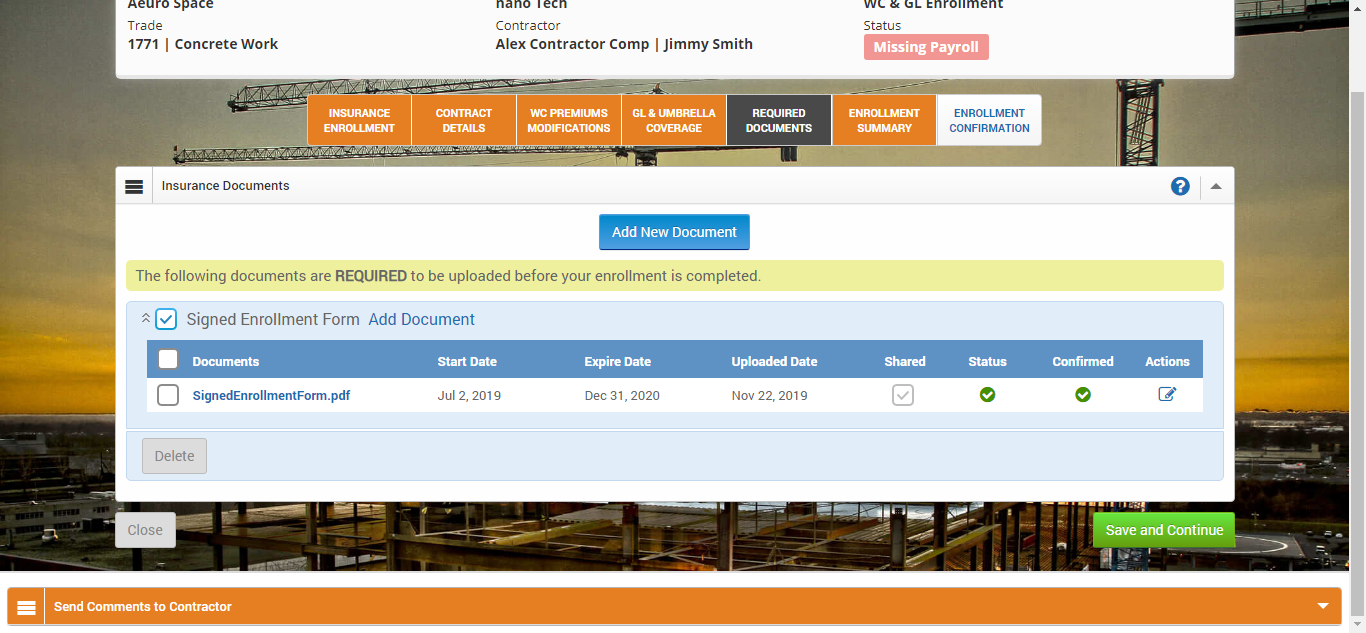 Aeuro Space
nano Tech
WC & GL Enrollment
Trade
Contractor
Status
1771 | Concrete Work
Alex Contractor Comp | Jimmy Smith
Missing Payroll
INSURANCE
ENROLLMENT
CONTRACT
DETAILS
WC PREMIUMS
MODIFICATIONS
GL & UMBRELLA
COVERAGE
REQUIRED
DOCUMENTS
ENROLLMENT
SUMMARY
ENROLLMENT
CONFIRMATION
Insurance Documents
?
Add New Document
The following documents are REQUIRED to be uploaded before your enrollment is completed.
Signed Enrollment Form Add Document
Documents Start Date Expire Date Uploaded Date Shared Status Confirmed Actions
SignedEnrollmentForm.pdf Jul 2, 2019 Dec 31, 2020 Nov 22, 2019
Delete
Close
Save and Continue
Send Comments to Contractor